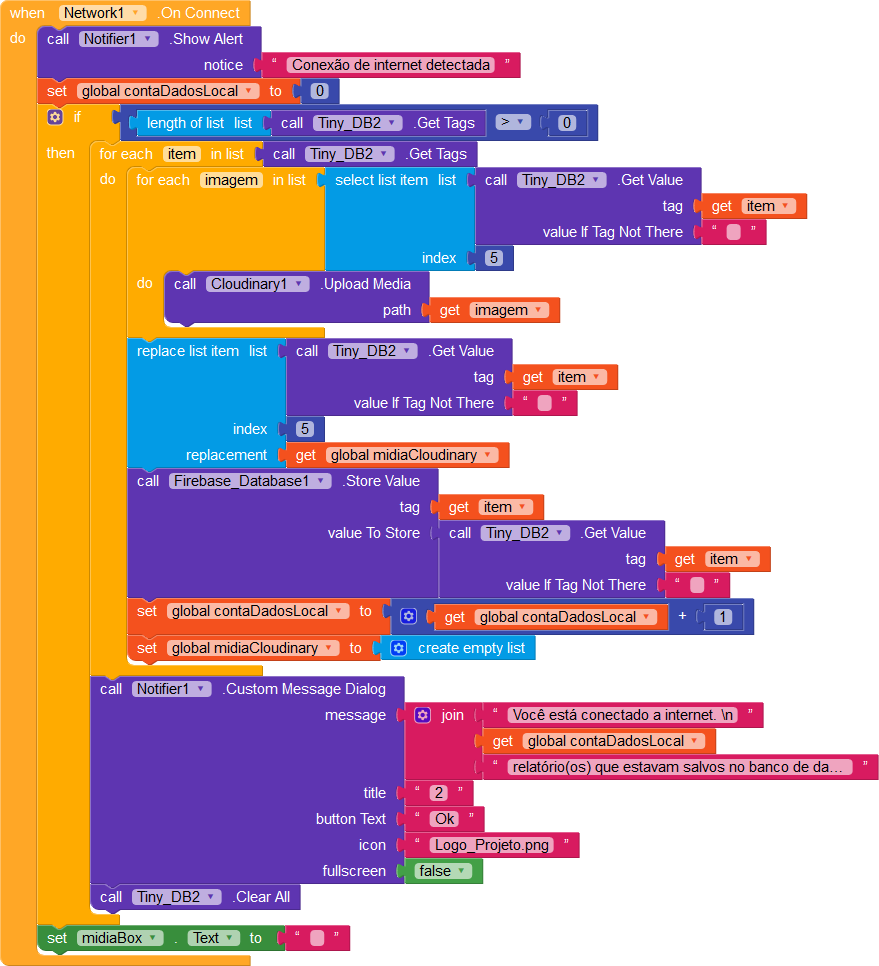 when Network1 .On Connect
do call Notifier1 .Show Alert
notice “ Conexão de internet detectada ”
set global contaDadosLocal to 0
if length of list list call Tiny_DB2 .Get Tags > 0
then for each item in list call Tiny_DB2 .Get Tags
do for each imagem in list select list item list call Tiny_DB2 .Get Value
tag get item
value If Tag Not There “ ”
index 5
do call Cloudinary1 .Upload Media
path get imagem
replace list item list call Tiny_DB2 .Get Value
tag get item
value If Tag Not There “ ”
index 5
replacement get global midiaCloudinary
call Firebase_Database1 .Store Value
tag get item
value To Store call Tiny_DB2 .Get Value
tag get item
value If Tag Not There “ ”
set global contaDadosLocal to get global contaDadosLocal + 1
set global midiaCloudinary to create empty list
call Notifier1 .Custom Message Dialog
message join “ Você está conectado a internet. \n ”
get global contaDadosLocal
“ relatório(os) que estavam salvos no banco de da... ”
title “ 2 ”
button Text “ Ok ”
icon “ Logo_Projeto.png ”
fullscreen false
call Tiny_DB2 .Clear All
set midiaBox . Text to “ ”